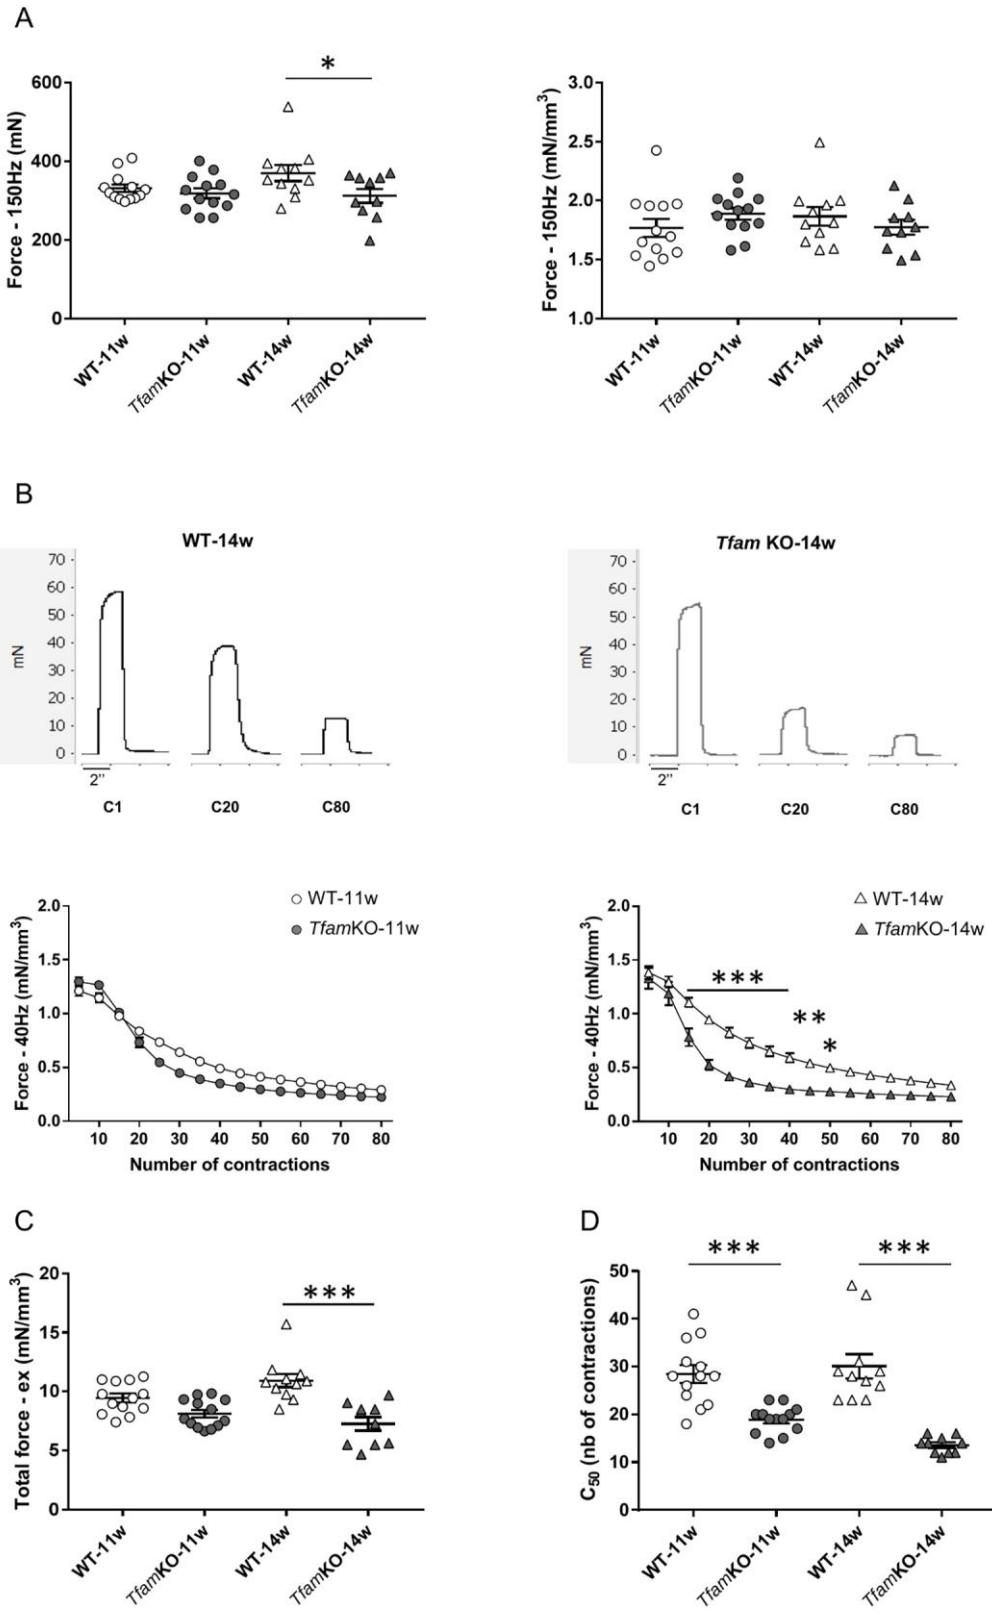 A
*
600
400
200
0
Force - 150Hz (mN)
WT-11w
TfamKO-11w
WT-14w
TfamKO-14w
3.0
2.5
2.0
1.5
1.0
Force - 150Hz (mN/mm³)
WT-11w
TfamKO-11w
WT-14w
TfamKO-14w
B
WT-14w
70
60
50
40
30
20
10
0
mN
2’’
C1
C20
C80
Tfam KO-14w
70
60
50
40
30
20
10
0
mN
2’’
C1
C20
C80
WT-11w
TfamKO-11w
2.0
1.5
1.0
0.5
0.0
Force - 40Hz (mN/mm³)
10 20 30 40 50 60 70 80
Number of contractions
WT-14w
TfamKO-14w
***
**
*
2.0
1.5
1.0
0.5
0.0
Force - 40Hz (mN/mm³)
10 20 30 40 50 60 70 80
Number of contractions
C
***
20
15
10
5
0
Total force - ex (mN/mm³)
WT-11w
TfamKO-11w
WT-14w
TfamKO-14w
D
*** ***
50
40
30
20
10
0
C₅₀ (nb of contractions)
WT-11w
TfamKO-11w
WT-14w
TfamKO-14w